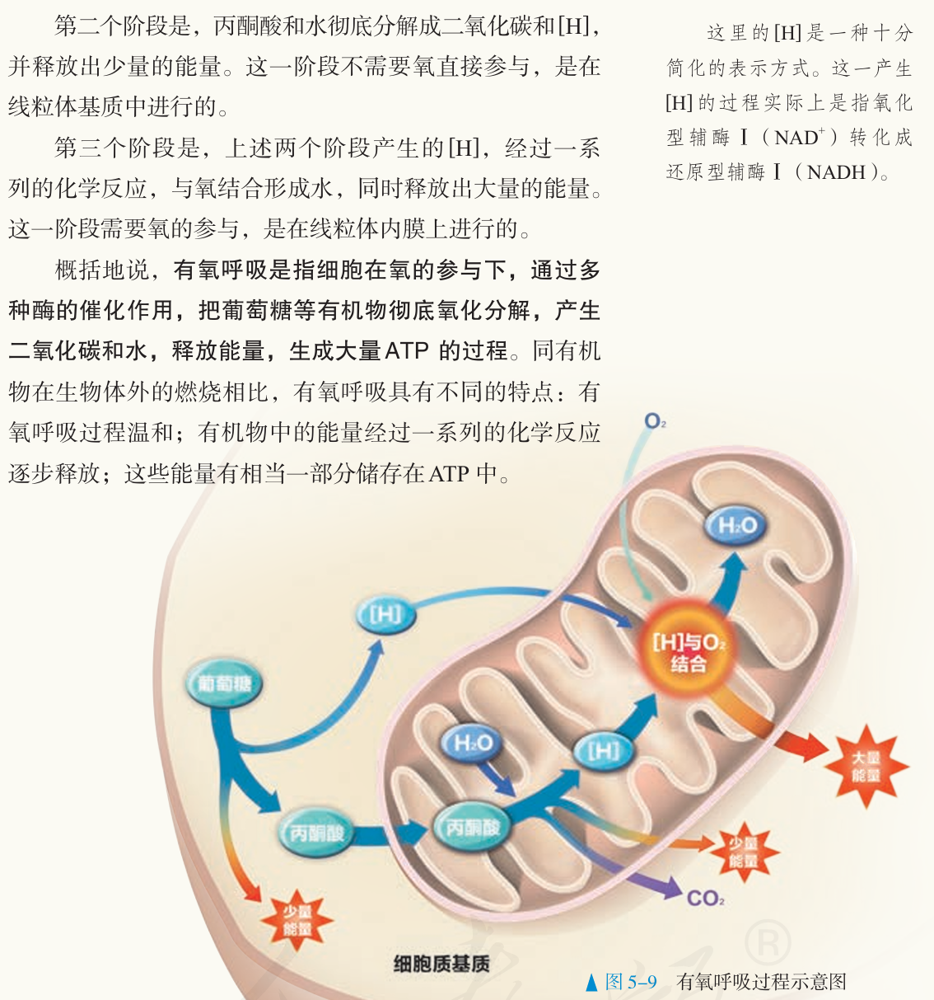 第二个阶段是，丙酮酸和水彻底分解成二氧化碳和[H]，
并释放出少量的能量。这一阶段不需要氧直接参与，是在
线粒体基质中进行的。
第三个阶段是，上述两个阶段产生的[H]，经过一系
列的化学反应，与氧结合形成水，同时释放出大量的能量。
这一阶段需要氧的参与，是在线粒体内膜上进行的。
概括地说，有氧呼吸是指细胞在氧的参与下，通过多
种酶的催化作用，把葡萄糖等有机物彻底氧化分解，产生
二氧化碳和水，释放能量，生成大量ATP 的过程。同有机
物在生物体外的燃烧相比，有氧呼吸具有不同的特点：有
氧呼吸过程温和；有机物中的能量经过一系列的化学反应
逐步释放；这些能量有相当一部分储存在ATP 中。
这里的[H]是一种十分
简化的表示方式。这一产生
[H]的过程实际上是指氧化
型辅酶Ⅰ（NAD⁺）转化成
还原型辅酶Ⅰ（NADH）。
O₂
H₂O
[H]
[H]与O₂
结合
葡萄糖
H₂O
[H]
大量
能量
丙酮酸
丙酮酸
少量
能量
CO₂
少量
能量
细胞质基质
®
▲ 图 5–9 有氧呼吸过程示意图